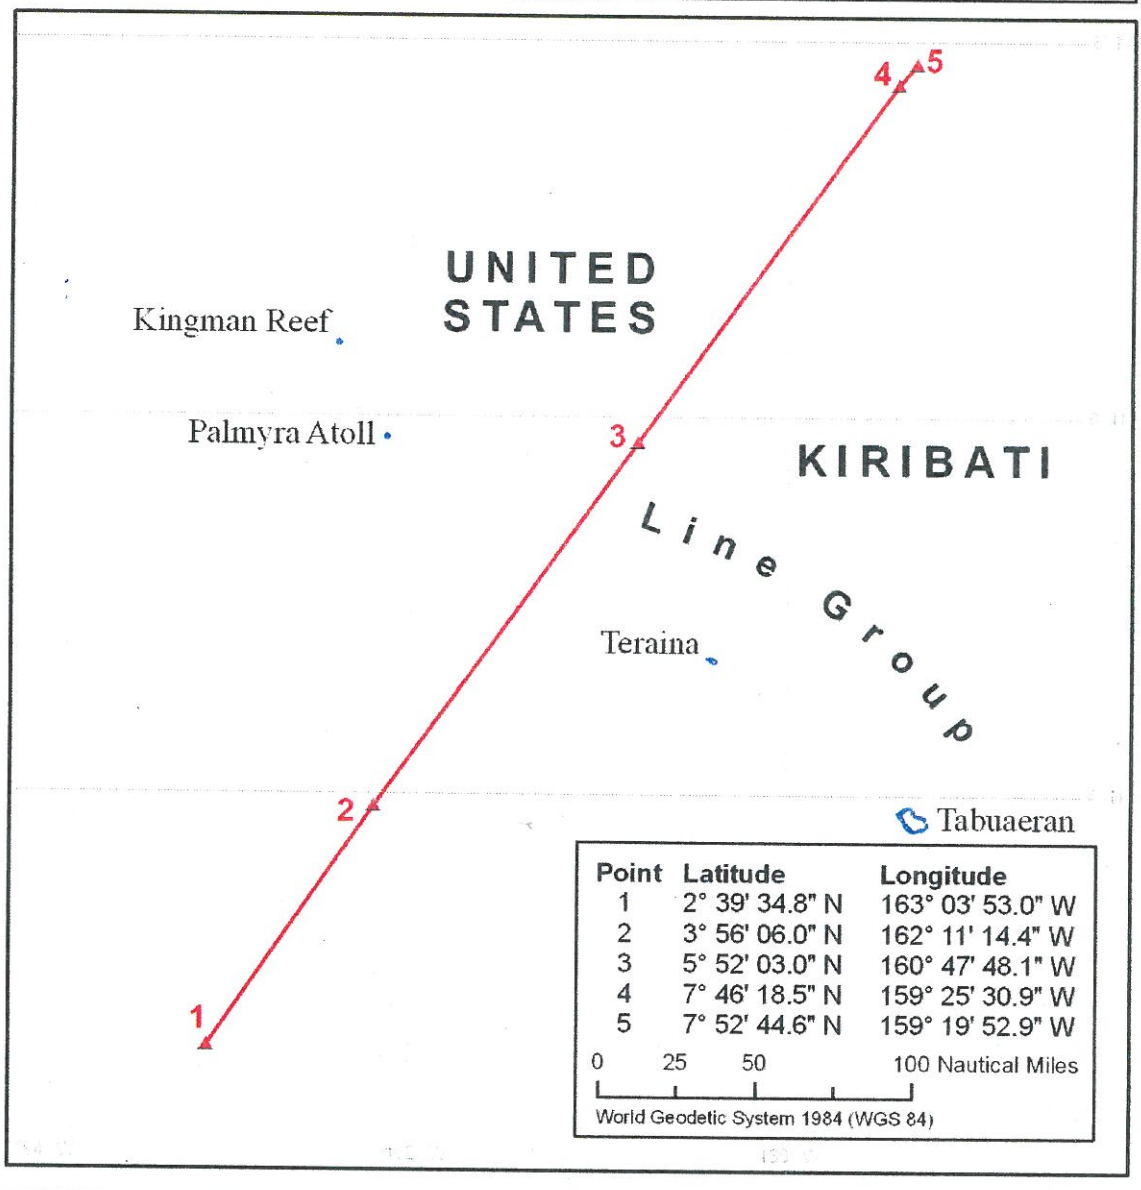 5
4
UNITED
STATES
Kingman Reef
Palmyra Atoll
3
KIRIBATI
Line Group
Teraina
2
Tabuaeran
Point Latitude Longitude
1 2° 39' 34.8" N 163° 03' 53.0" W
2 3° 56' 06.0" N 162° 11' 14.4" W
3 5° 52' 03.0" N 160° 47' 48.1" W
4 7° 46' 18.5" N 159° 25' 30.9" W
5 7° 52' 44.6" N 159° 19' 52.9" W
0 25 50 100 Nautical Miles
World Geodetic System 1984 (WGS 84)
1